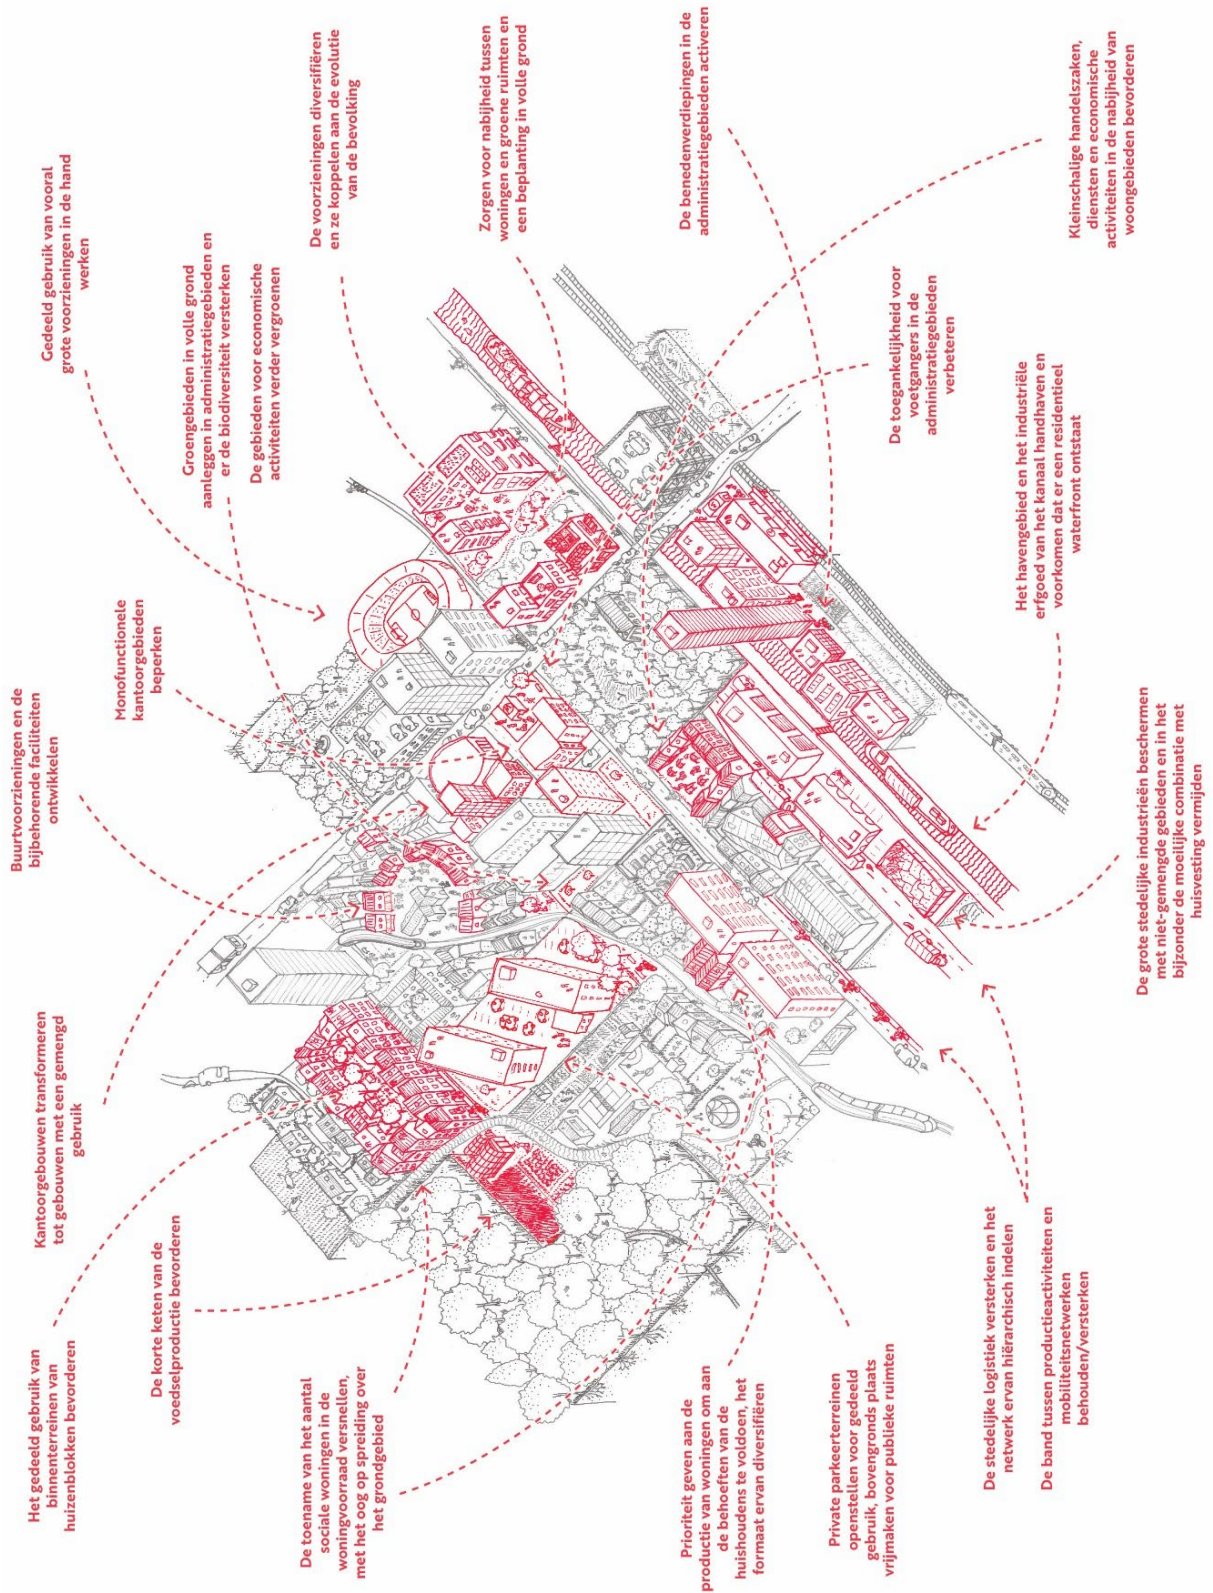 Het gedeeld gebruik van
binnenterreinen van
huizenblokken bevorderen
Kantoorgebouwen transformeren
tot gebouwen met een gemengd
gebruik
Buurtvoorzieningen en de
bijbehorende faciliteiten
ontwikkelen
Monofunctionele
kantoorgebieden
beperken
Gedeeld gebruik van vooral
grote voorzieningen in de hand
werken
De korte keten van de
voedselproductie bevorderen
Groengebieden in volle grond
aanleggen in administratiegebieden en
er de biodiversiteit versterken
De gebieden voor economische
activiteiten verder vergroenen
De voorzieningen diversifiëren
en ze koppelen aan de evolutie
van de bevolking
De toename van het aantal
sociale woningen in de
woningvoorraad versnellen,
met het oog op spreiding over
het grondgebied
Zorgen voor nabijheid tussen
woningen en groene ruimten en
een beplanting in volle grond
Prioriteit geven aan de
productie van woningen om aan
de behoeften van de
huishoudens te voldoen, het
formaat ervan diversifiëren
De benedenverdiepingen in de
administratiegebieden activeren
Private parkeerterreinen
openstellen voor gedeeld
gebruik, bovengronds plaats
vrijmaken voor publieke ruimten
De toegankelijkheid voor
voetgangers in de
administratiegebieden
verbeteren
De stedelijke logistiek versterken en het
netwerk ervan hiërarchisch indelen
De band tussen productieactiviteiten en
mobiliteitsnetwerken
behouden/versterken
Het havengebied en het industriële
erfgoed van het kanaal handhaven en
voorkomen dat er een residentieel
waterfront ontstaat
Kleinschalige handelszaken,
diensten en economische
activiteiten in de nabijheid van
woongebieden bevorderen
De grote stedelijke industrieën beschermen
met niet-gemengde gebieden en in het
bijzonder de moeilijke combinatie met
huisvesting vermijden